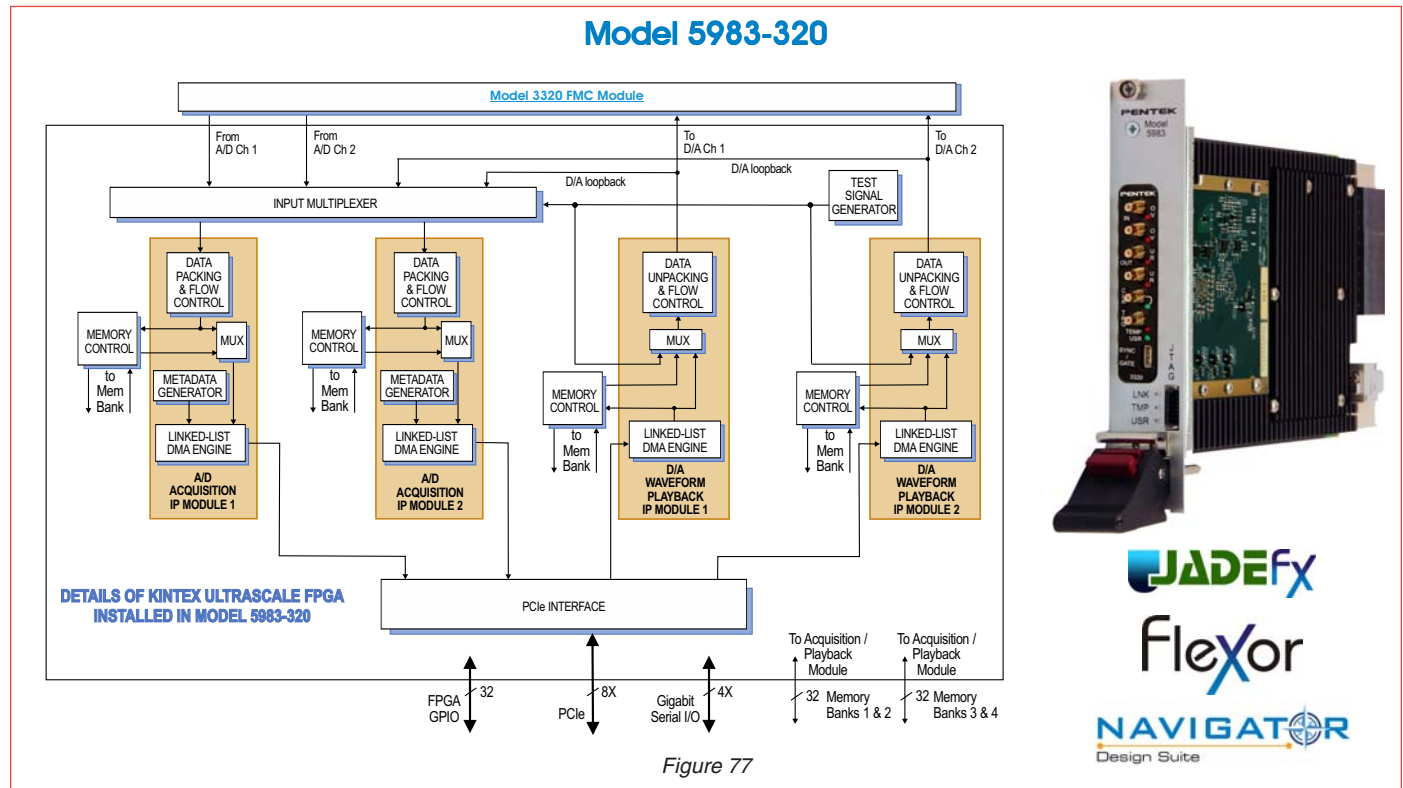 Model 5983-320
Model 3320 FMC Module
From
A/D Ch 1
From
A/D Ch 2
To
D/A Ch 1
To
D/A Ch 2
D/A loopback
D/A loopback
INPUT MULTIPLEXER
TEST
SIGNAL
GENERATOR
DATA
PACKING
& FLOW
CONTROL
MUX
MEMORY
CONTROL
to
Mem
Bank
METADATA
GENERATOR
LINKED-LIST
DMA ENGINE
A/D
ACQUISITION
IP MODULE 1
DATA
PACKING
& FLOW
CONTROL
MUX
MEMORY
CONTROL
to
Mem
Bank
METADATA
GENERATOR
LINKED-LIST
DMA ENGINE
A/D
ACQUISITION
IP MODULE 2
DATA
UNPACKING
& FLOW
CONTROL
MUX
MEMORY
CONTROL
to
Mem
Bank
LINKED-LIST
DMA ENGINE
D/A
WAVEFORM
PLAYBACK
IP MODULE 1
DATA
UNPACKING
& FLOW
CONTROL
MUX
MEMORY
CONTROL
to
Mem
Bank
LINKED-LIST
DMA ENGINE
D/A
WAVEFORM
PLAYBACK
IP MODULE 2
DETAILS OF KINTEX ULTRASCALE FPGA
INSTALLED IN MODEL 5983-320
PCIe INTERFACE
FPGA
GPIO
32
PCIe
8X
Gigabit
Serial I/O
4X
To Acquisition /
Playback
Module
32 Memory
Banks 1 & 2
To Acquisition /
Playback
Module
32 Memory
Banks 3 & 4
Figure 77
PENTEK
Model
5983
PENTEK
IN
OUT
TEMP
USR
SYNC
/
GATE
3320
JTAG
LNK
TMP
USR
JADEFX
FleXor
NAVIGATOR
Design Suite